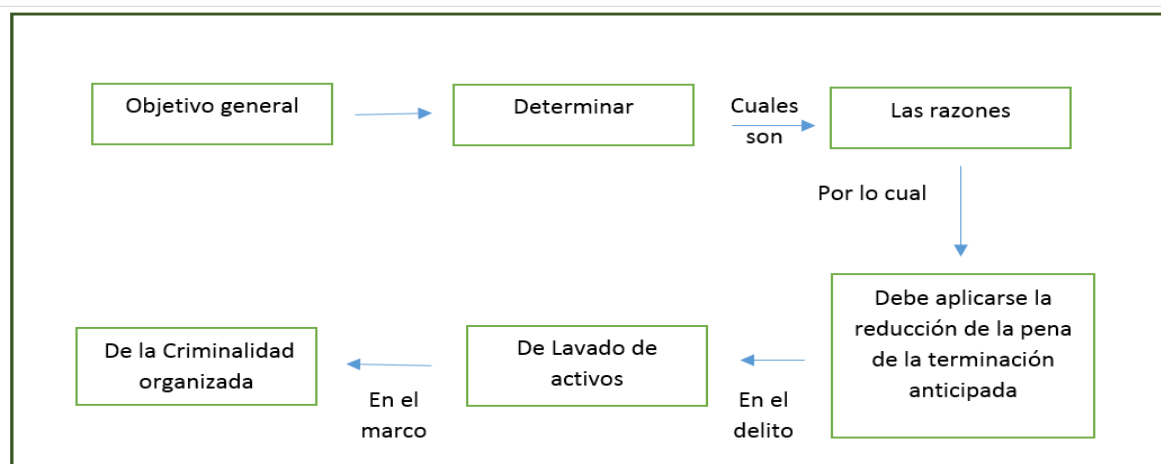 Objetivo general
Determinar
Cuales
son
Las razones
Por lo cual
Debe aplicarse la
reducción de la pena
de la terminación
anticipada
En el
delito
De Lavado de
activos
En el
marco
De la Criminalidad
organizada